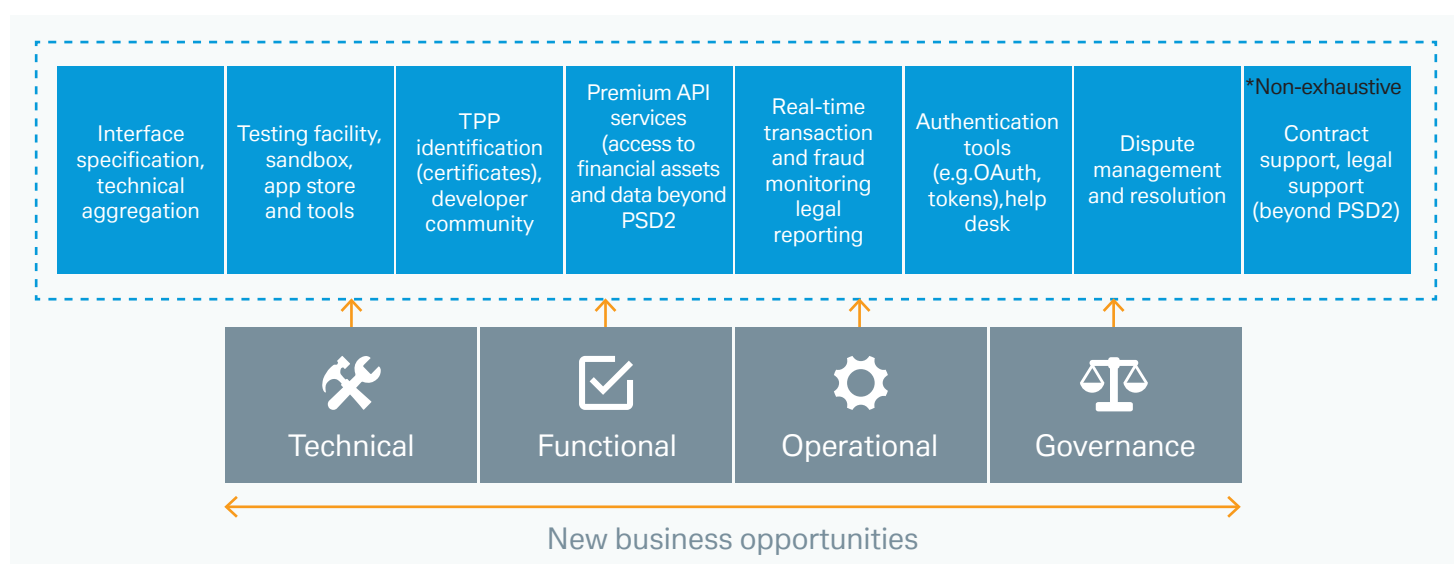 Interface
specification,
technical
aggregation
Testing facility,
sandbox,
app store
and tools
TPP
identification
(certificates),
developer
community
Premium API
services
(access to
financial assets
and data beyond
PSD2
Real-time
transaction
and fraud
monitoring
legal
reporting
Authentication
tools
(e.g.OAuth,
tokens),help
desk
Dispute
management
and resolution
*Non-exhaustive
Contract
support, legal
support
(beyond PSD2)
Technical
Functional
Operational
Governance
New business opportunities